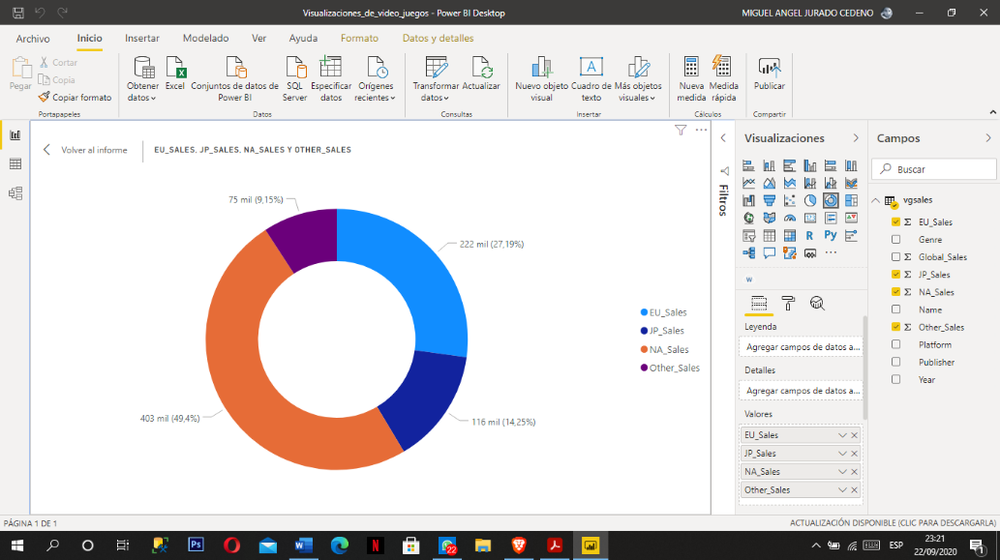 Visualizaciones_de_video_juegos - Power BI Desktop
MIGUEL ANGEL JURADO CEDENO
Archivo Inicio Insertar Modelado Ver Ayuda Formato Datos y detalles
Pegar
Cortar
Copia
Copiar formato
Portapapeles
Obtener datos
Excel
Conjuntos de datos de Power BI
SQL Server
Especificar datos
Orígenes recientes
Datos
Transformar datos
Actualizar
Consultas
Nuevo objeto visual
Cuadro de texto
Más objetos visuales
Insertar
Nueva medida
Medida rápida
Cálculos
Publicar
Compartir
Volver al informe
EU_SALES, JP_SALES, NA_SALES Y OTHER_SALES
75 mil (9,15%)
222 mil (27,19%)
403 mil (49,4%)
116 mil (14,25%)
EU_Sales
JP_Sales
NA_Sales
Other_Sales
Filtros
Visualizaciones
R Py
w
Leyenda
Agregar campos de datos a...
Detalles
Agregar campos de datos a...
Valores
EU_Sales
JP_Sales
NA_Sales
Other_Sales
Campos
Buscar
vgsales
EU_Sales
Genre
Global_Sales
JP_Sales
NA_Sales
Name
Other_Sales
Platform
Publisher
Year
PÁGINA 1 DE 1
ACTUALIZACIÓN DISPONIBLE (CLIC PARA DESCARGARLA)
Ps
N
22
ESP
23:21
22/09/2020
1